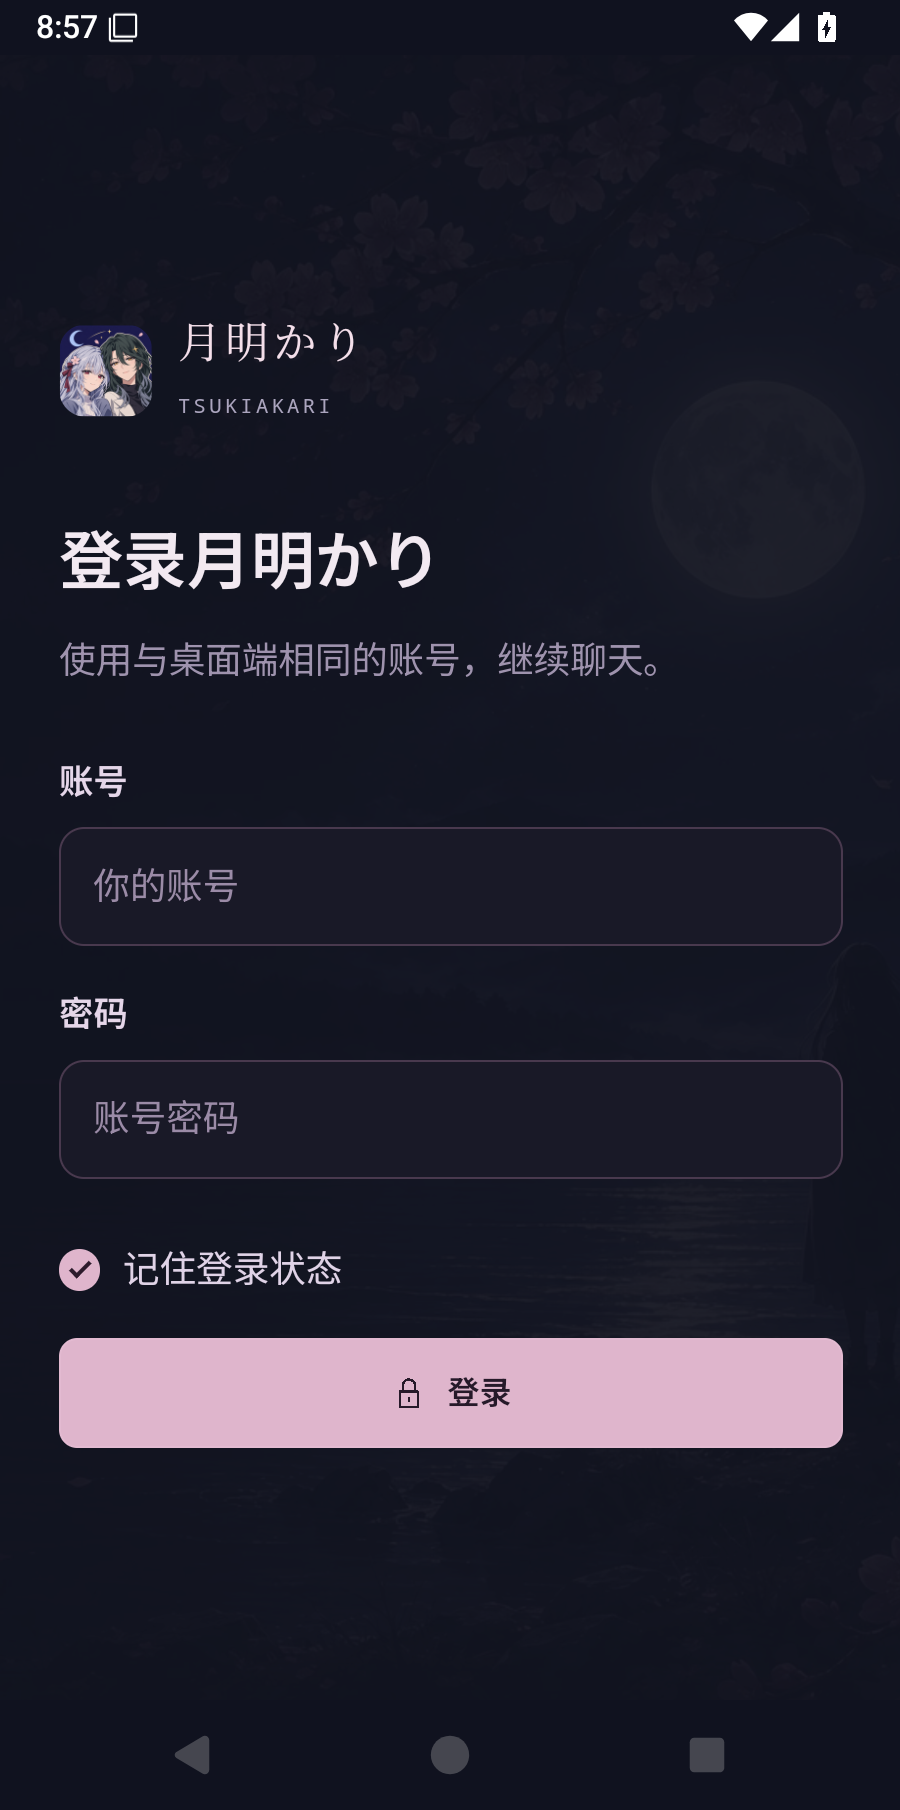 8:57
月明かり
TSUKIAKARI
登录月明かり
使用与桌面端相同的账号，继续聊天。
账号
你的账号
密码
账号密码
记住登录状态
登录